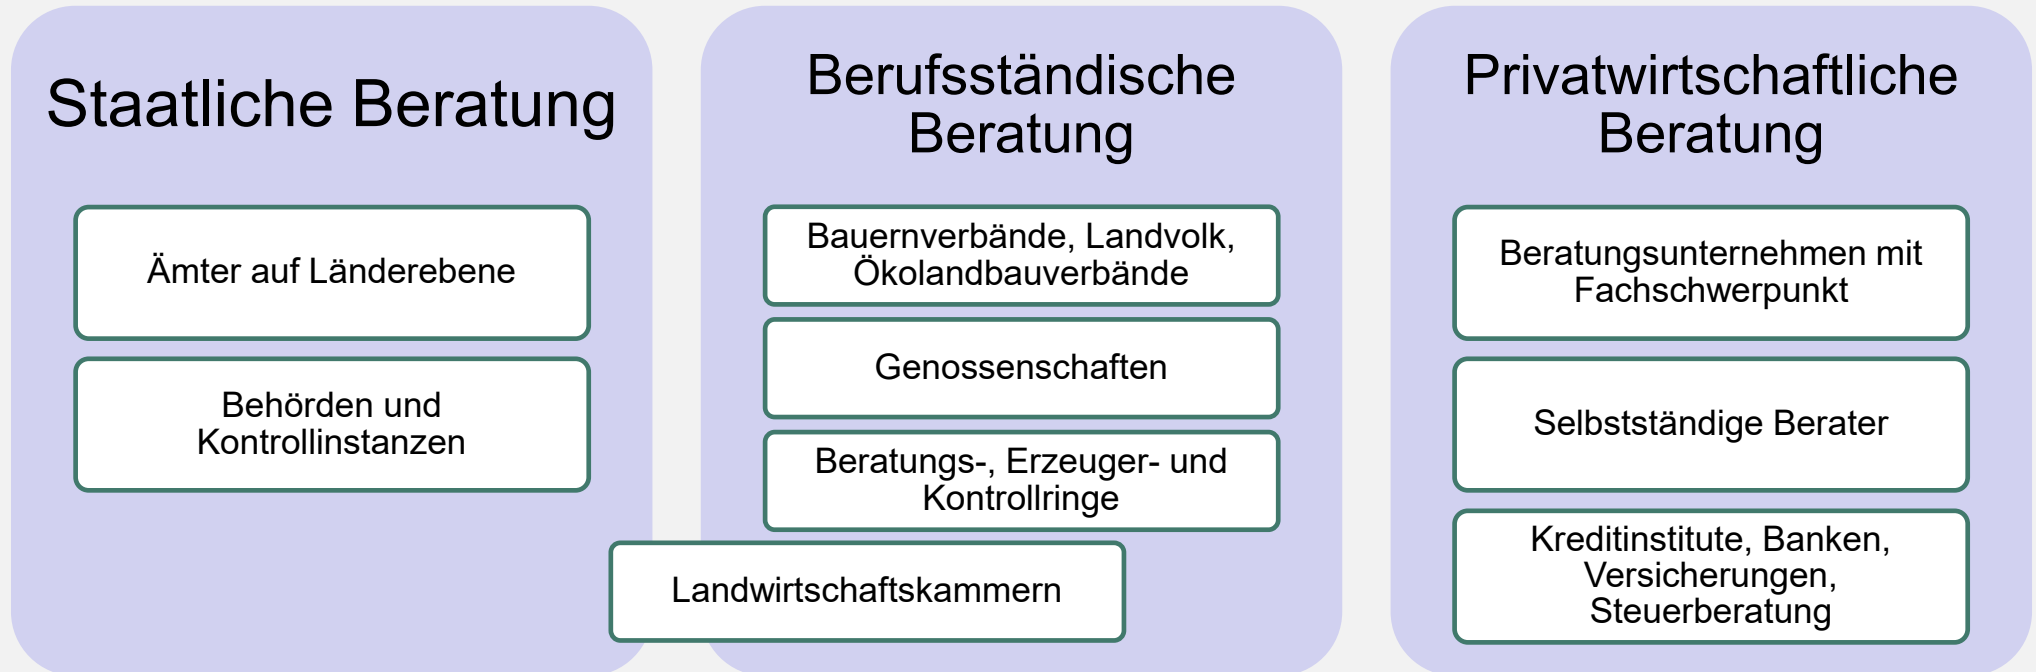 Staatliche Beratung
Ämter auf Länderebene
Behörden und
Kontrollinstanzen
Berufsständische
Beratung
Bauernverbände, Landvolk,
Ökolandbauverbände
Genossenschaften
Beratungs-, Erzeuger- und
Kontrollringe
Landwirtschaftskammern
Privatwirtschaftliche
Beratung
Beratungsunternehmen mit
Fachschwerpunkt
Selbstständige Berater
Kreditinstitute, Banken,
Versicherungen,
Steuerberatung